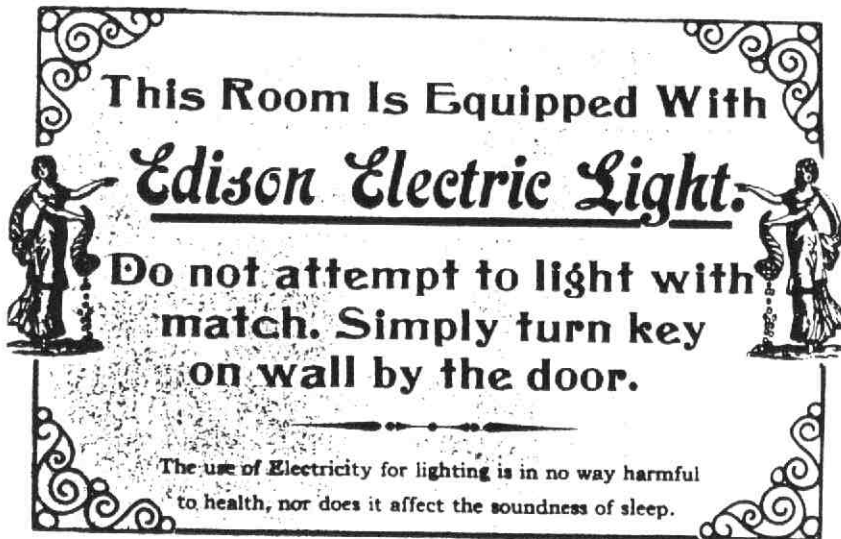 This Room Is Equipped With
Edison Electric Light.
Do not attempt to light with
match. Simply turn key
on wall by the door.
The use of Electricity for lighting is in no way harmful
to health, nor does it affect the soundness of sleep.